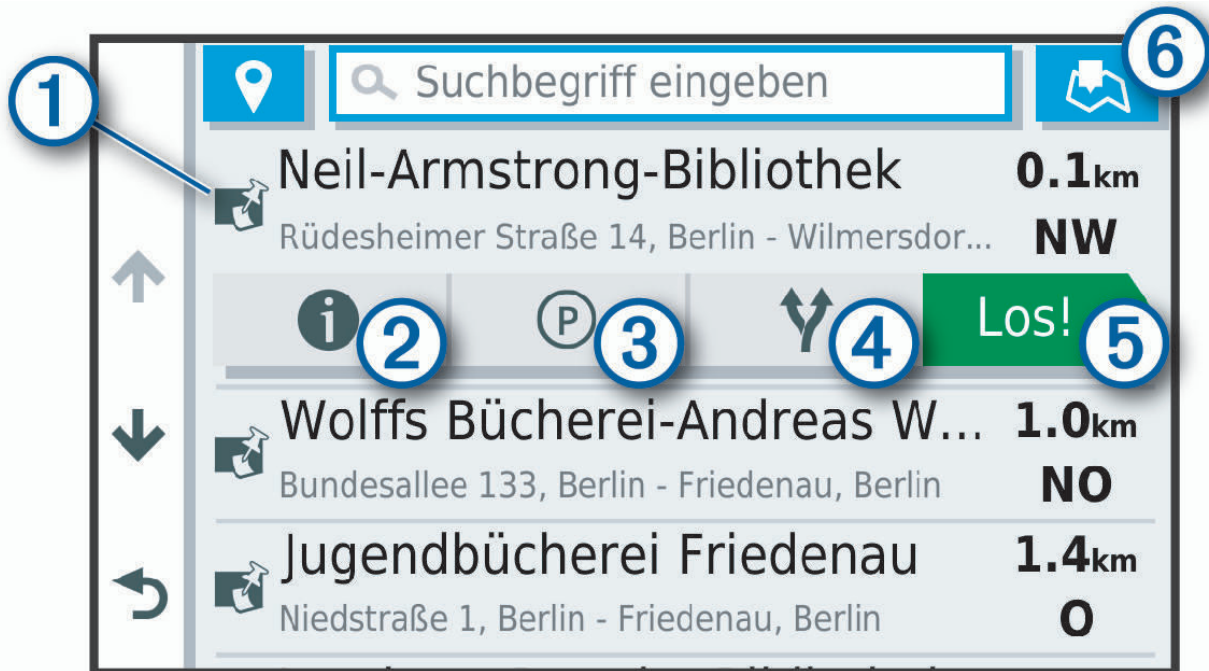 Suchbegriff eingeben
6
1
Neil-Armstrong-Bibliothek 0.1km
Rüdesheimer Straße 14, Berlin - Wilmersdor... NW
i 2 P 3 4 Los! 5
Wolffs Bücherei-Andreas W... 1.0km
Bundesallee 133, Berlin - Friedenau, Berlin NO
Jugendbücherei Friedenau 1.4km
Niedstraße 1, Berlin - Friedenau, Berlin O